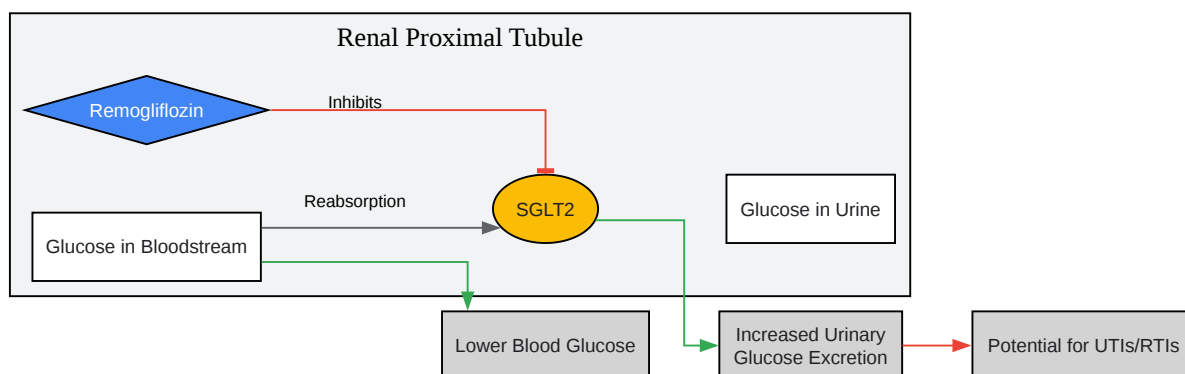 Renal Proximal Tubule
Remogliflozin
Inhibits
Reabsorption
SGLT2
Glucose in Urine
Glucose in Bloodstream
Lower Blood Glucose
Increased Urinary
Glucose Excretion
Potential for UTIs/RTIs